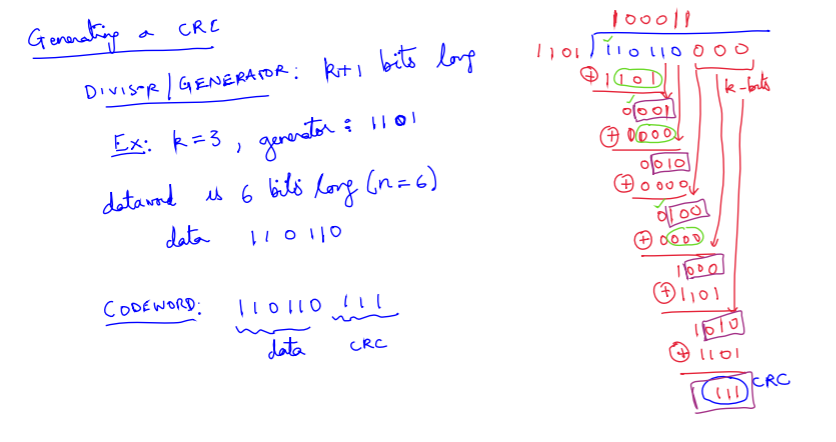 Generating a CRC
DIVISOR/GENERATOR: k+1 bits long
Ex: k=3, generator: 1101
dataword is 6 bits long (n=6)
data 110110
CODEWORD: 110110 111
data CRC
100011
1101 110110000
⊕1101
k-bits
0001
⊕0000
0010
⊕0000
0100
⊕0000
1000
⊕1101
1010
⊕1101
111 CRC